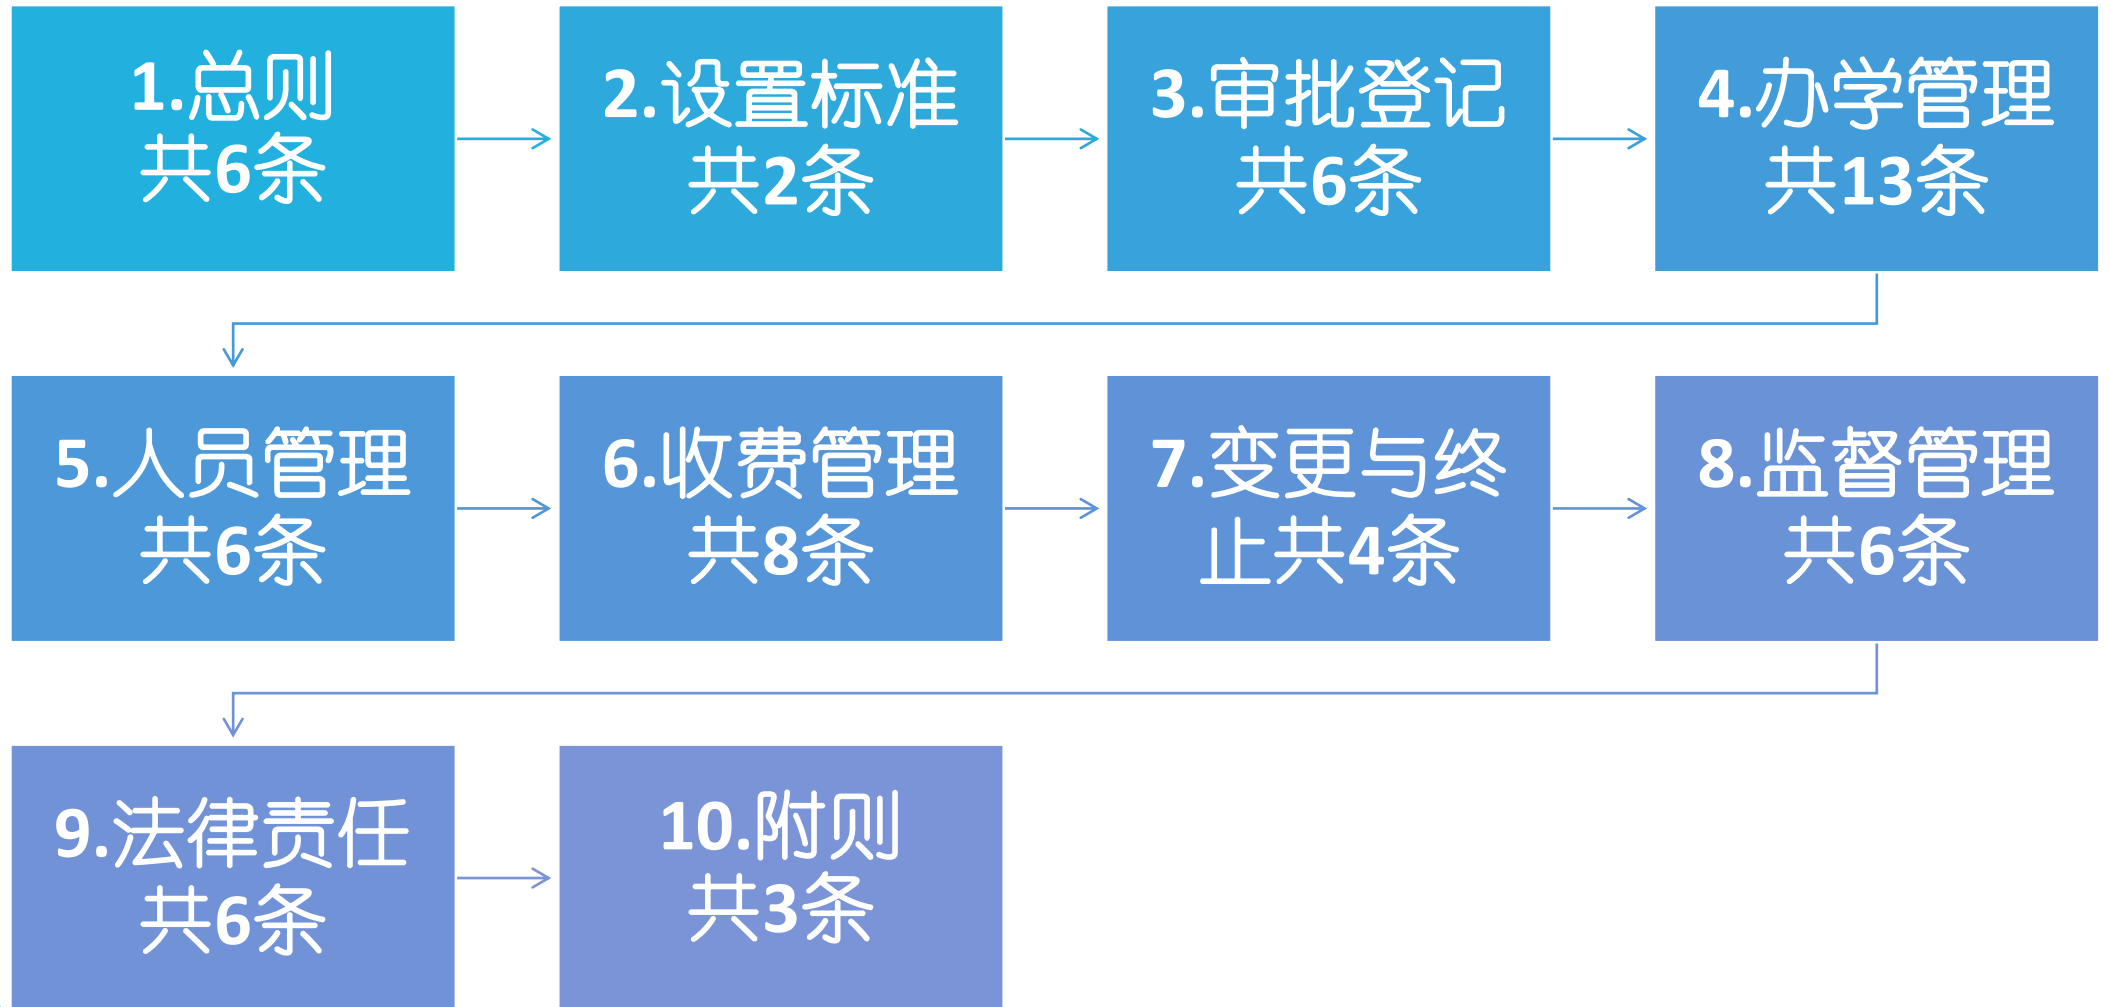 1.总则
共6条
2.设置标准
共2条
3.审批登记
共6条
4.办学管理
共13条
5.人员管理
共6条
6.收费管理
共8条
7.变更与终
止共4条
8.监督管理
共6条
9.法律责任
共6条
10.附则
共3条